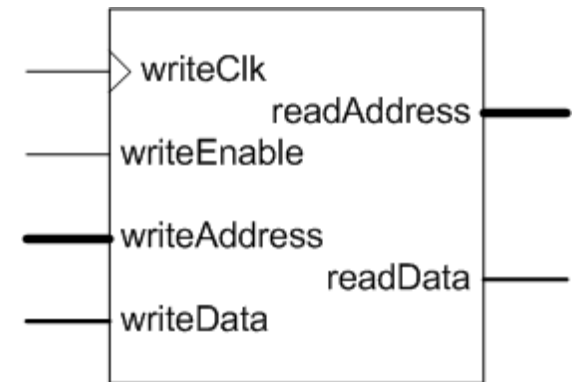 writeClk
readAddress
writeEnable
writeAddress
readData
writeData